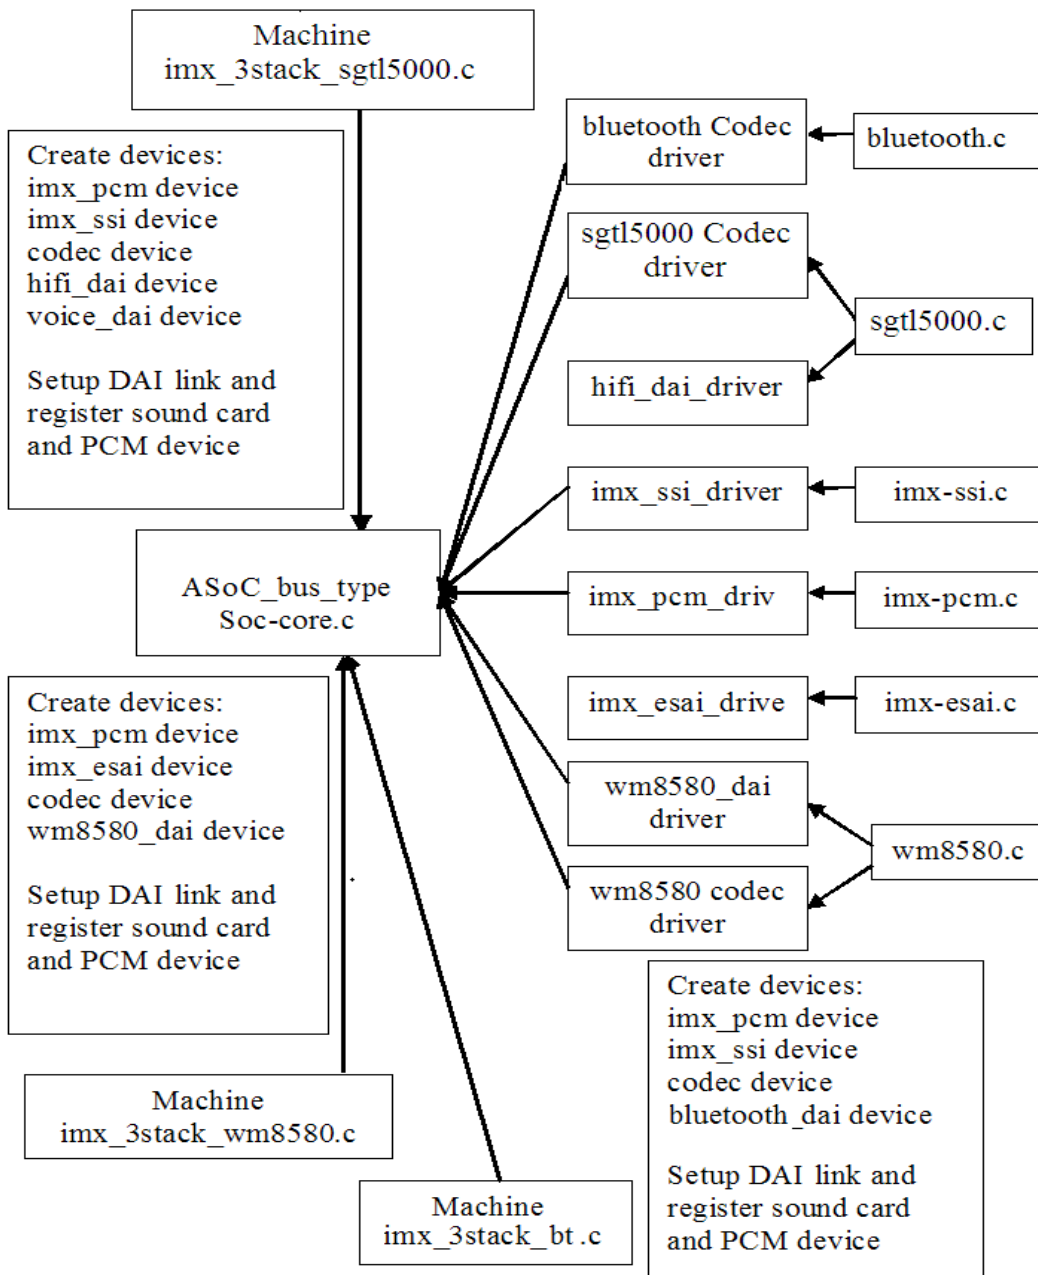 Machine
imx_3stack_sgtl5000.c
Create devices:
imx_pcm device
imx_ssi device
codec device
hifi_dai device
voice_dai device
Setup DAI link and
register sound card
and PCM device
bluetooth Codec
driver
bluetooth.c
sgtl5000 Codec
driver
sgtl5000.c
hifi_dai_driver
imx_ssi_driver
imx-ssi.c
ASoC_bus_type
Soc-core.c
imx_pcm_driv
imx-pcm.c
imx_esai_drive
imx-esai.c
Create devices:
imx_pcm device
imx_esai device
codec device
wm8580_dai device
Setup DAI link and
register sound card
and PCM device
wm8580_dai
driver
wm8580.c
wm8580 codec
driver
Machine
imx_3stack_wm8580.c
Machine
imx_3stack_bt .c
Create devices:
imx_pcm device
imx_ssi device
codec device
bluetooth_dai device
Setup DAI link and
register sound card
and PCM device